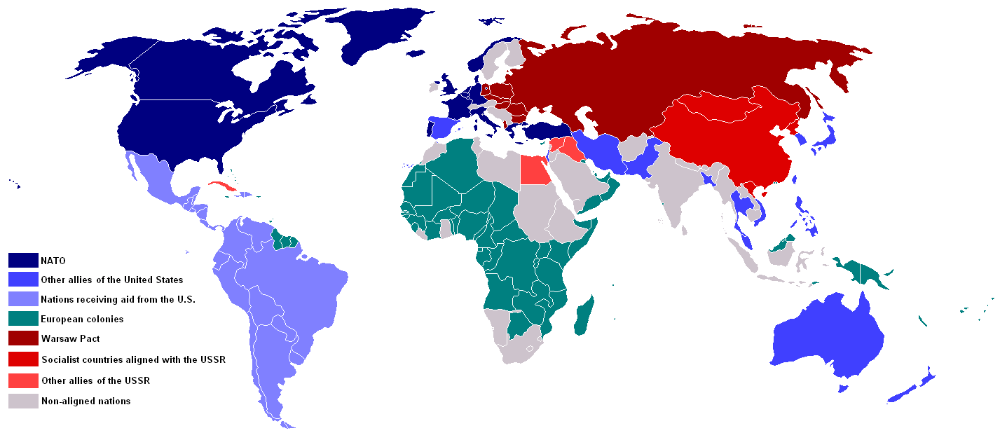 NATO
Other allies of the United States
Nations receiving aid from the U.S.
European colonies
Warsaw Pact
Socialist countries aligned with the USSR
Other allies of the USSR
Non-aligned nations